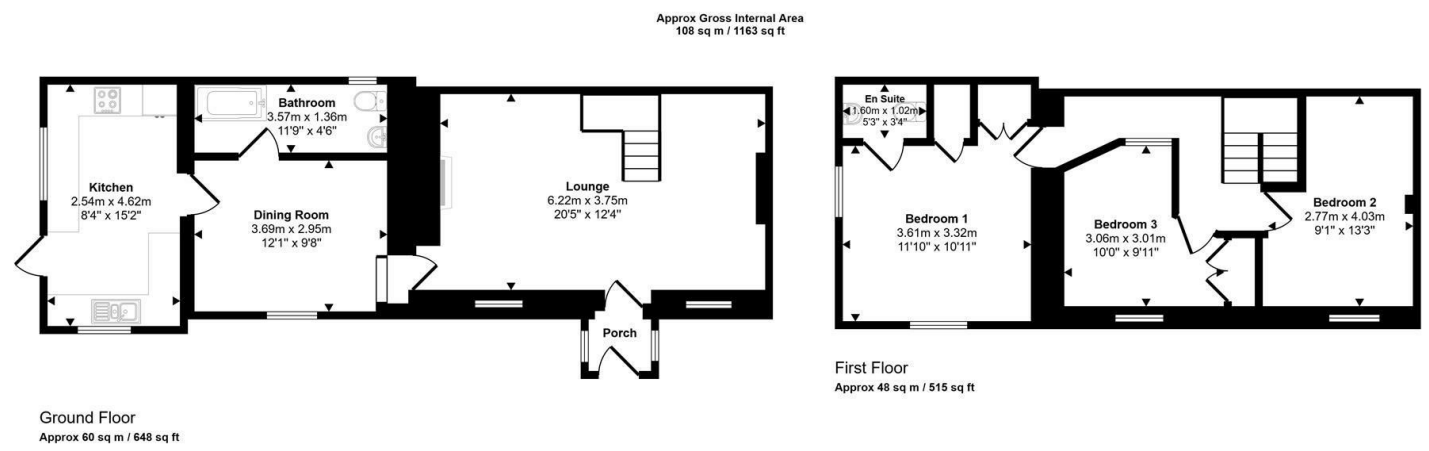 Approx Gross Internal Area
108 sq m / 1163 sq ft
Bathroom
3.57m x 1.36m
11'9" x 4'6"
Kitchen
2.54m x 4.62m
8'4" x 15'2"
Dining Room
3.69m x 2.95m
12'1" x 9'8"
Lounge
6.22m x 3.75m
20'5" x 12'4"
Porch
Ground Floor
Approx 60 sq m / 648 sq ft
En Suite
1.60m x 1.02m
5'3" x 3'4"
Bedroom 1
3.61m x 3.32m
11'10" x 10'11"
Bedroom 3
3.06m x 3.01m
10'0" x 9'11"
Bedroom 2
2.77m x 4.03m
9'1" x 13'3"
First Floor
Approx 48 sq m / 515 sq ft